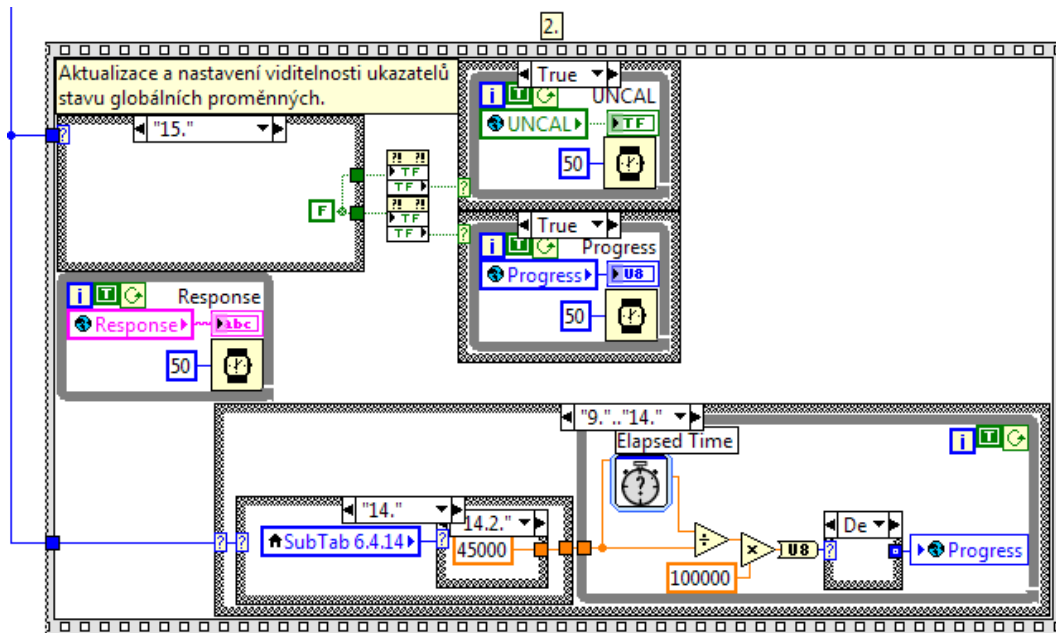 2.
Aktualizace a nastavení viditelnosti ukazatelů
stavu globálních proměnných.
True
UNCAL
i
T
UNCAL
TF
50
?
"15."
?
?! ?!
TF
TF
?! ?!
TF
TF
F
True
Progress
i
T
Progress
U8
50
?
i
T
Response
Response
abc
50
"9.".."14."
Elapsed Time
i
T
?
"14."
14.2."
SubTab 6.4.14
?
45000
?
?
De
U8
?
Progress
÷
×
100000